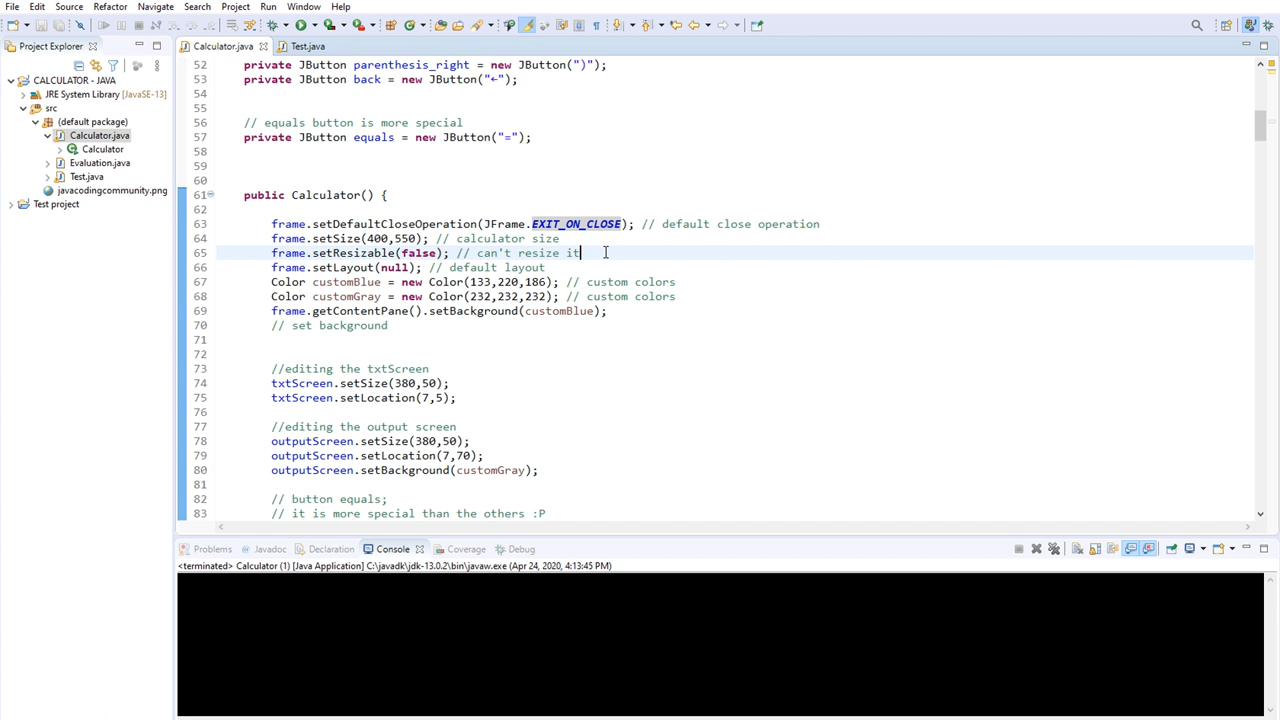 File Edit Source Refactor Navigate Search Project Run Window Help
Project Explorer
Calculator.java Test.java
CALCULATOR - JAVA
JRE System Library [JavaSE-13]
src
(default package)
Calculator.java
Calculator
Evaluation.java
Test.java
javacodingcommunity.png
Test project
52 private JButton parenthesis_right = new JButton(")");
53 private JButton back = new JButton("←");
54
55
56 // equals button is more special
57 private JButton equals = new JButton("=");
58
59
60
61 public Calculator() {
62
63 frame.setDefaultCloseOperation(JFrame.EXIT_ON_CLOSE); // default close operation
64 frame.setSize(400,550); // calculator size
65 frame.setResizable(false); // can't resize it
66 frame.setLayout(null); // default layout
67 Color customBlue = new Color(133,220,186); // custom colors
68 Color customGray = new Color(232,232,232); // custom colors
69 frame.getContentPane().setBackground(customBlue);
70 // set background
71
72
73 //editing the txtScreen
74 txtScreen.setSize(380,50);
75 txtScreen.setLocation(7,5);
76
77 //editing the output screen
78 outputScreen.setSize(380,50);
79 outputScreen.setLocation(7,70);
80 outputScreen.setBackground(customGray);
81
82 // button equals;
83 // it is more special than the others :P
Problems Javadoc Declaration Console Coverage Debug
<terminated> Calculator (1) [Java Application] C:\javadk\jdk-13.0.2\bin\javaw.exe (Apr 24, 2020, 4:13:45 PM)